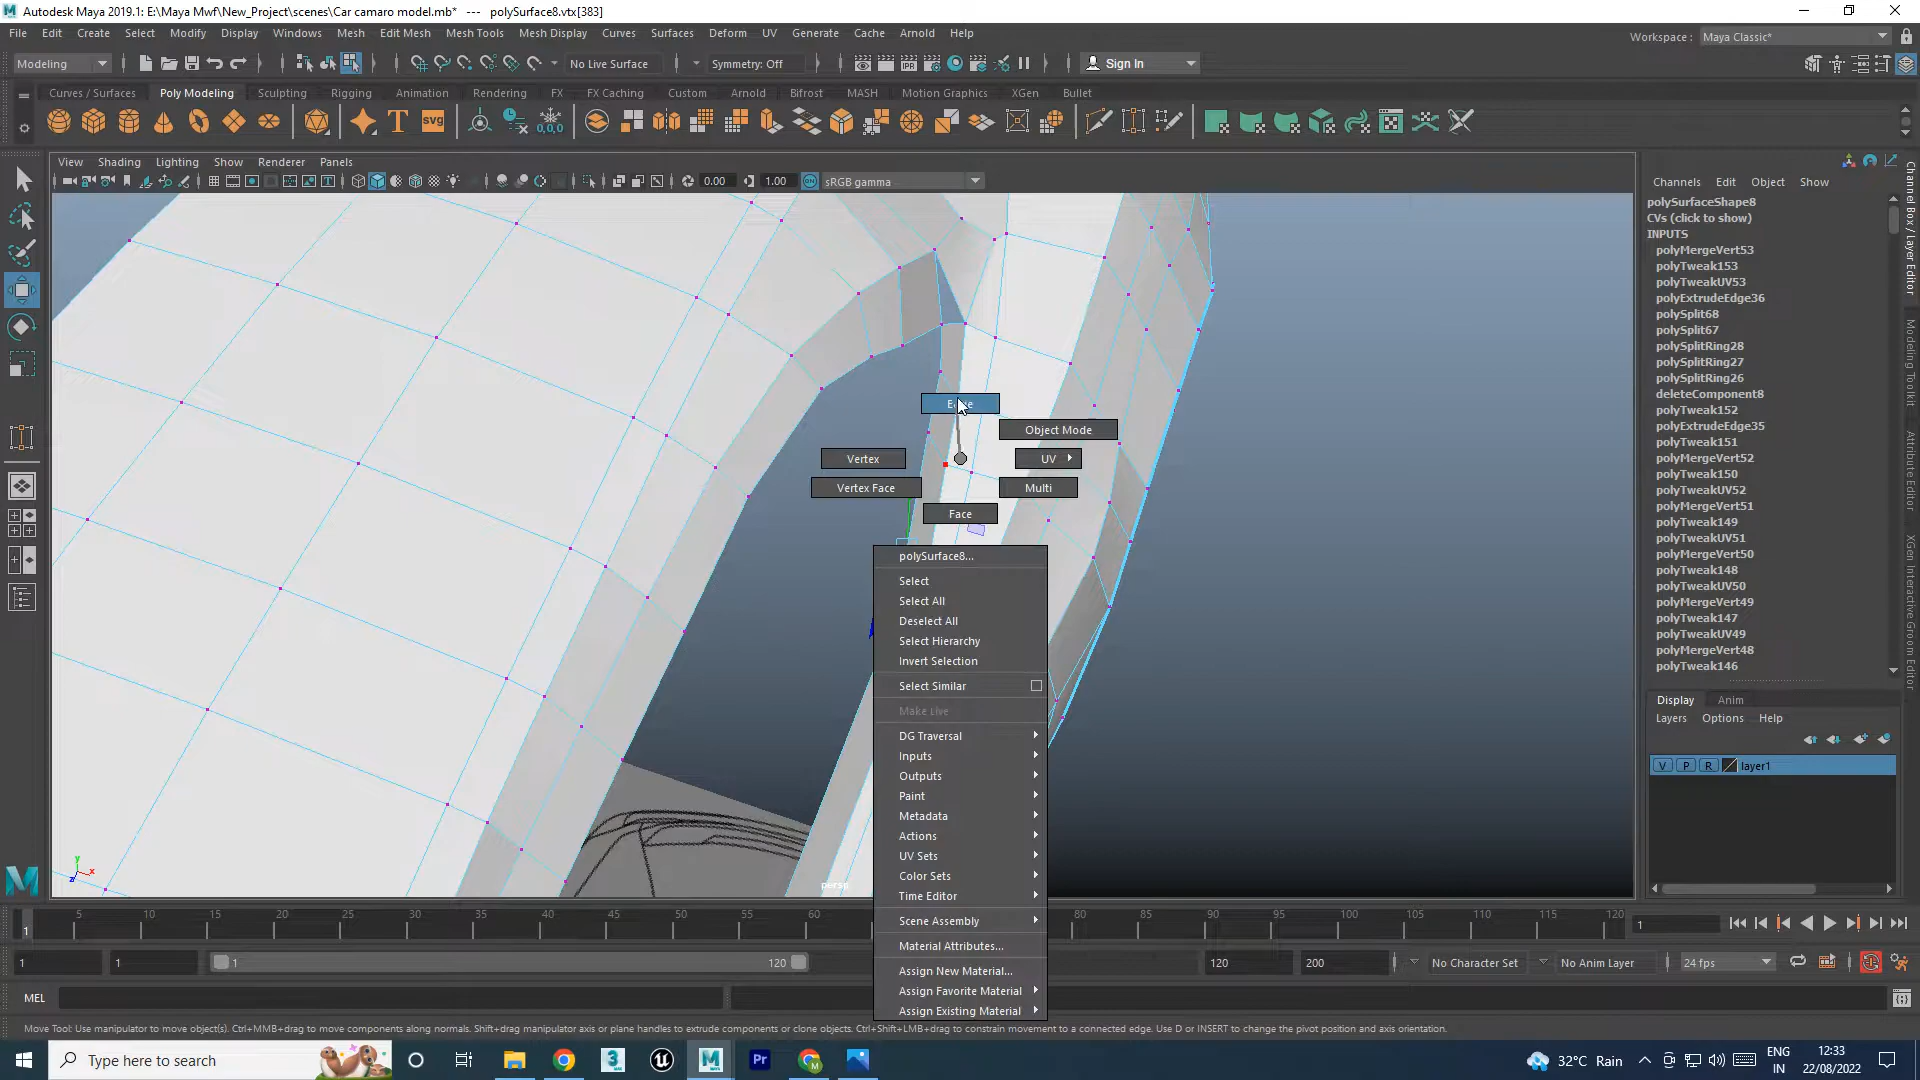 Autodesk Maya 2019.1: E:\Maya Mwf\New_Project\scenes\Car camaro model.mb*   ---   polySurface8.vtx[383]
File Edit Create Select Modify Display Windows Mesh Edit Mesh Mesh Tools Mesh Display Curves Surfaces Deform UV Generate Cache Arnold Help
Workspace : Maya Classic*
Modeling No Live Surface Symmetry: Off Sign In
Curves / Surfaces Poly Modeling Sculpting Rigging Animation Rendering FX FX Caching Custom Arnold Bifrost MASH Motion Graphics XGen Bullet
View Shading Lighting Show Renderer Panels
0.00 1.00 sRGB gamma
Channels Edit Object Show
polySurfaceShape8
CVs (click to show)
INPUTS
polyMergeVert53
polyTweak153
polyTweakUV53
polyExtrudeEdge36
polySplit68
polySplit67
polySplitRing28
polySplitRing27
polySplitRing26
deleteComponent8
polyTweak152
polyExtrudeEdge35
polyTweak151
polyMergeVert52
polyTweak150
polyTweakUV52
polyMergeVert51
polyTweak149
polyTweakUV51
polyMergeVert50
polyTweak148
polyTweakUV50
polyMergeVert49
polyTweak147
polyTweakUV49
polyMergeVert48
polyTweak146
Channel Box / Layer Editor
Modeling Toolkit
Attribute Editor
XGen Interactive Groom Editor
Object Mode
Vertex
UV
Vertex Face
Multi
Face
polySurface8...
Select
Select All
Deselect All
Select Hierarchy
Invert Selection
Select Similar
Make Live
DG Traversal
Inputs
Outputs
Paint
Metadata
Actions
UV Sets
Color Sets
Time Editor
Scene Assembly
Material Attributes...
Assign New Material...
Assign Favorite Material
Assign Existing Material
persp
y
x
z
Display Anim
Layers Options Help
V P R layer1
5 10 15 20 25 30 35 40 45 50 55 60 80 85 90 95 100 105 110 115 120
1 1
1 1 1 120 120 200 No Character Set No Anim Layer 24 fps
MEL
Move Tool: Use manipulator to move object(s). Ctrl+MMB+drag to move components along normals. Shift+drag manipulator axis or plane handles to extrude components or clone objects. Ctrl+Shift+LMB+drag to constrain movement to a connected edge. Use D or INSERT to change the pivot position and axis orientation.
Type here to search
32°C Rain
ENG
IN
12:33
22/08/2022